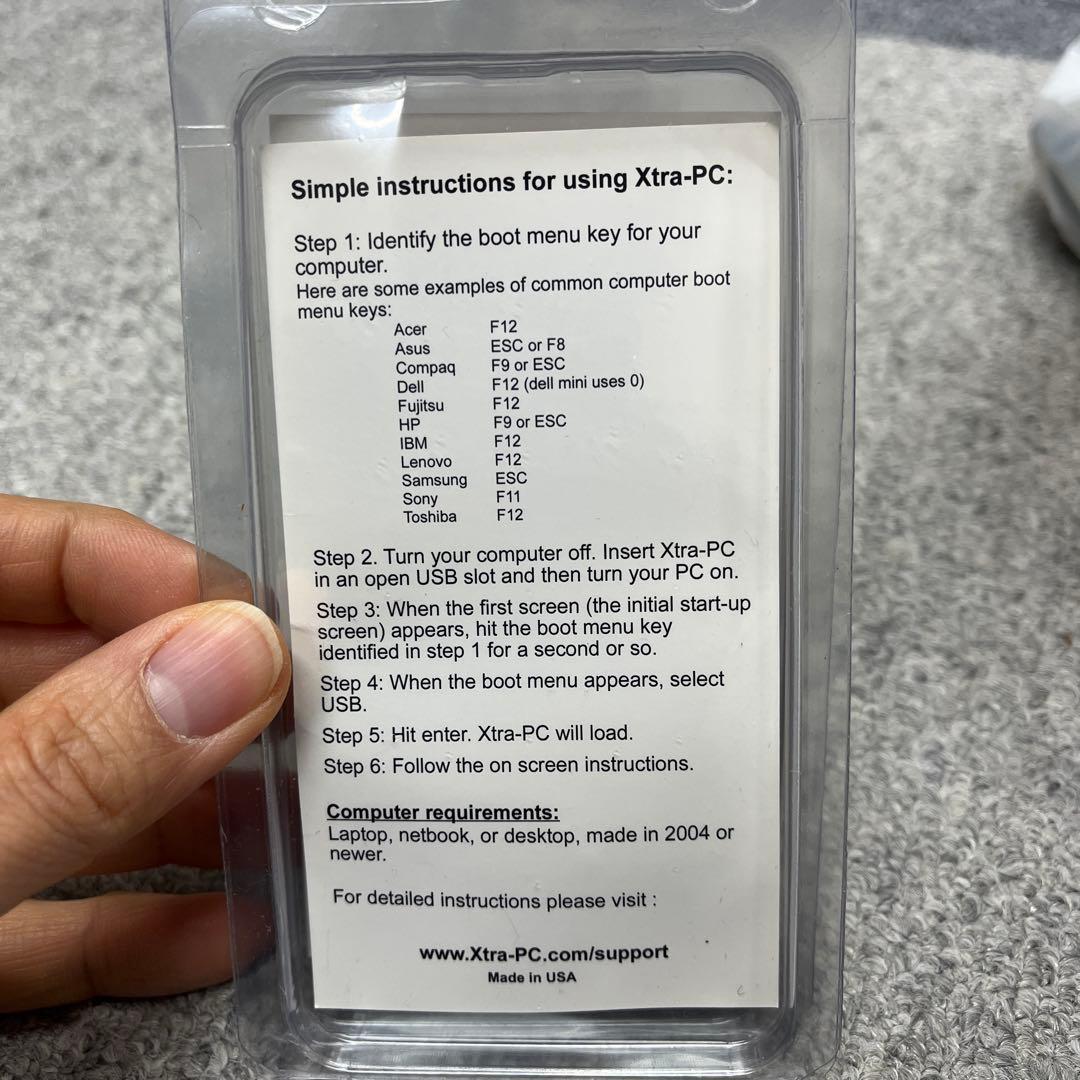 Simple instructions for using Xtra-PC:
Step 1: Identify the boot menu key for your
computer.
Here are some examples of common computer boot
menu keys:
Acer F12
Asus ESC or F8
Compaq F9 or ESC
Dell F12 (dell mini uses 0)
Fujitsu F12
HP F9 or ESC
IBM F12
Lenovo F12
Samsung ESC
Sony F11
Toshiba F12
Step 2. Turn your computer off. Insert Xtra-PC
in an open USB slot and then turn your PC on.
Step 3: When the first screen (the initial start-up
screen) appears, hit the boot menu key
identified in step 1 for a second or so.
Step 4: When the boot menu appears, select
USB.
Step 5: Hit enter. Xtra-PC will load.
Step 6: Follow the on screen instructions.
Computer requirements:
Laptop, netbook, or desktop, made in 2004 or
newer.
For detailed instructions please visit :
www.Xtra-PC.com/support
Made in USA